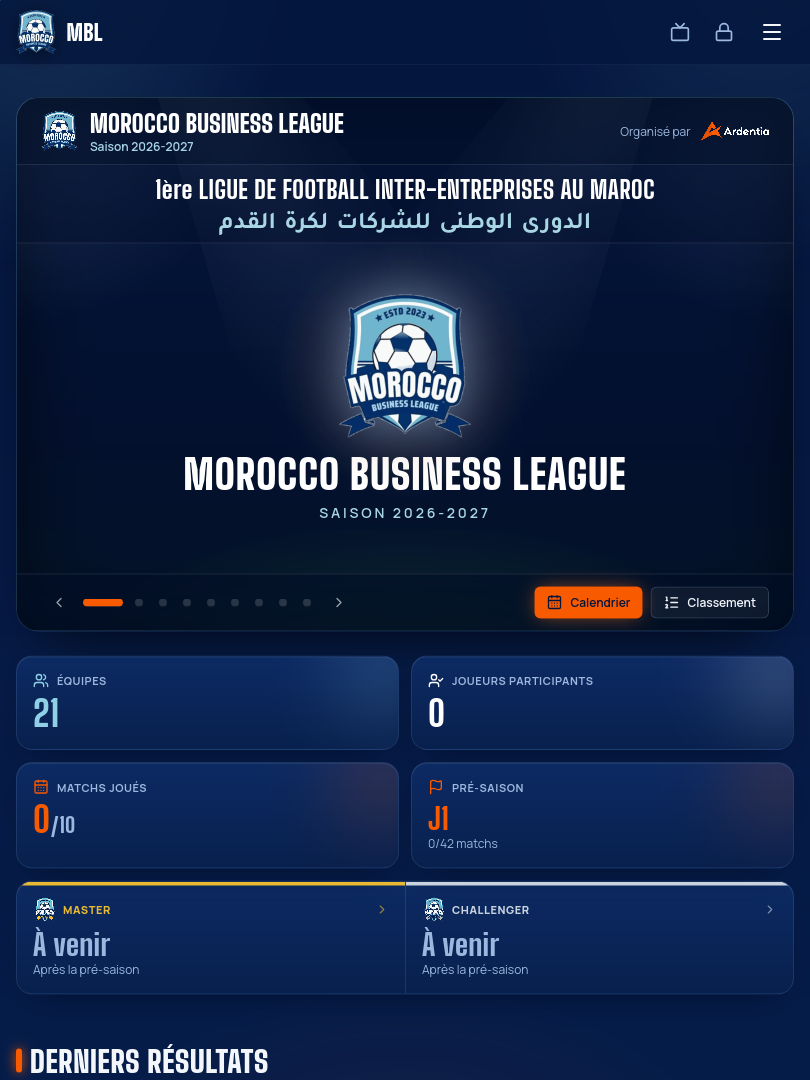 MBL
MOROCCO BUSINESS LEAGUE
Saison 2026-2027
Organisé par Ardentia
1ère LIGUE DE FOOTBALL INTER-ENTREPRISES AU MAROC
الدوري الوطني للشركات لكرة القدم
ESTD 2023
MOROCCO
BUSINESS LEAGUE
MOROCCO BUSINESS LEAGUE
SAISON 2026-2027
Calendrier
Classement
ÉQUIPES
21
JOUEURS PARTICIPANTS
0
MATCHS JOUÉS
0/10
PRÉ-SAISON
J1
0/42 matchs
MASTER
À venir
Après la pré-saison
CHALLENGER
À venir
Après la pré-saison
DERNIERS RÉSULTATS